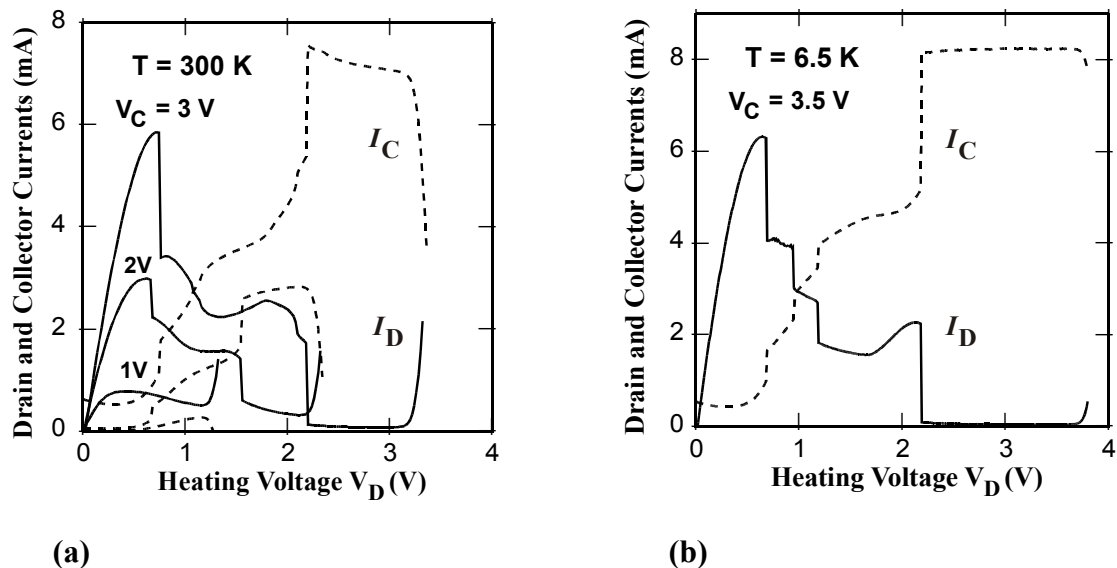 (a)
Drain and Collector Currents (mA)
8
6
4
2
0
T = 300 K
V_C = 3 V
2V
1V
I_C
I_D
0 1 2 3 4
Heating Voltage V_D (V)
(b)
Drain and Collector Currents (mA)
8
6
4
2
0
T = 6.5 K
V_C = 3.5 V
I_C
I_D
0 1 2 3 4
Heating Voltage V_D (V)